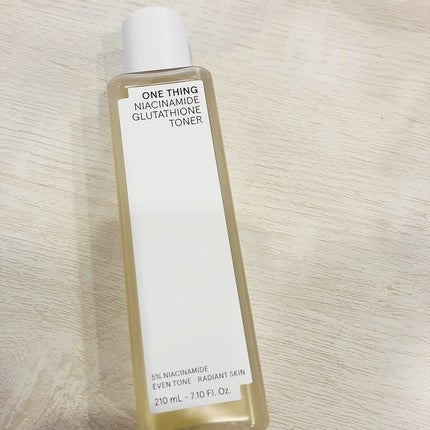 ONE THING
NIACINAMIDE
GLUTATHIONE
TONER
5% NIACINAMIDE
EVEN TONE · RADIANT SKIN
210 mL - 7.10 Fl. Oz.